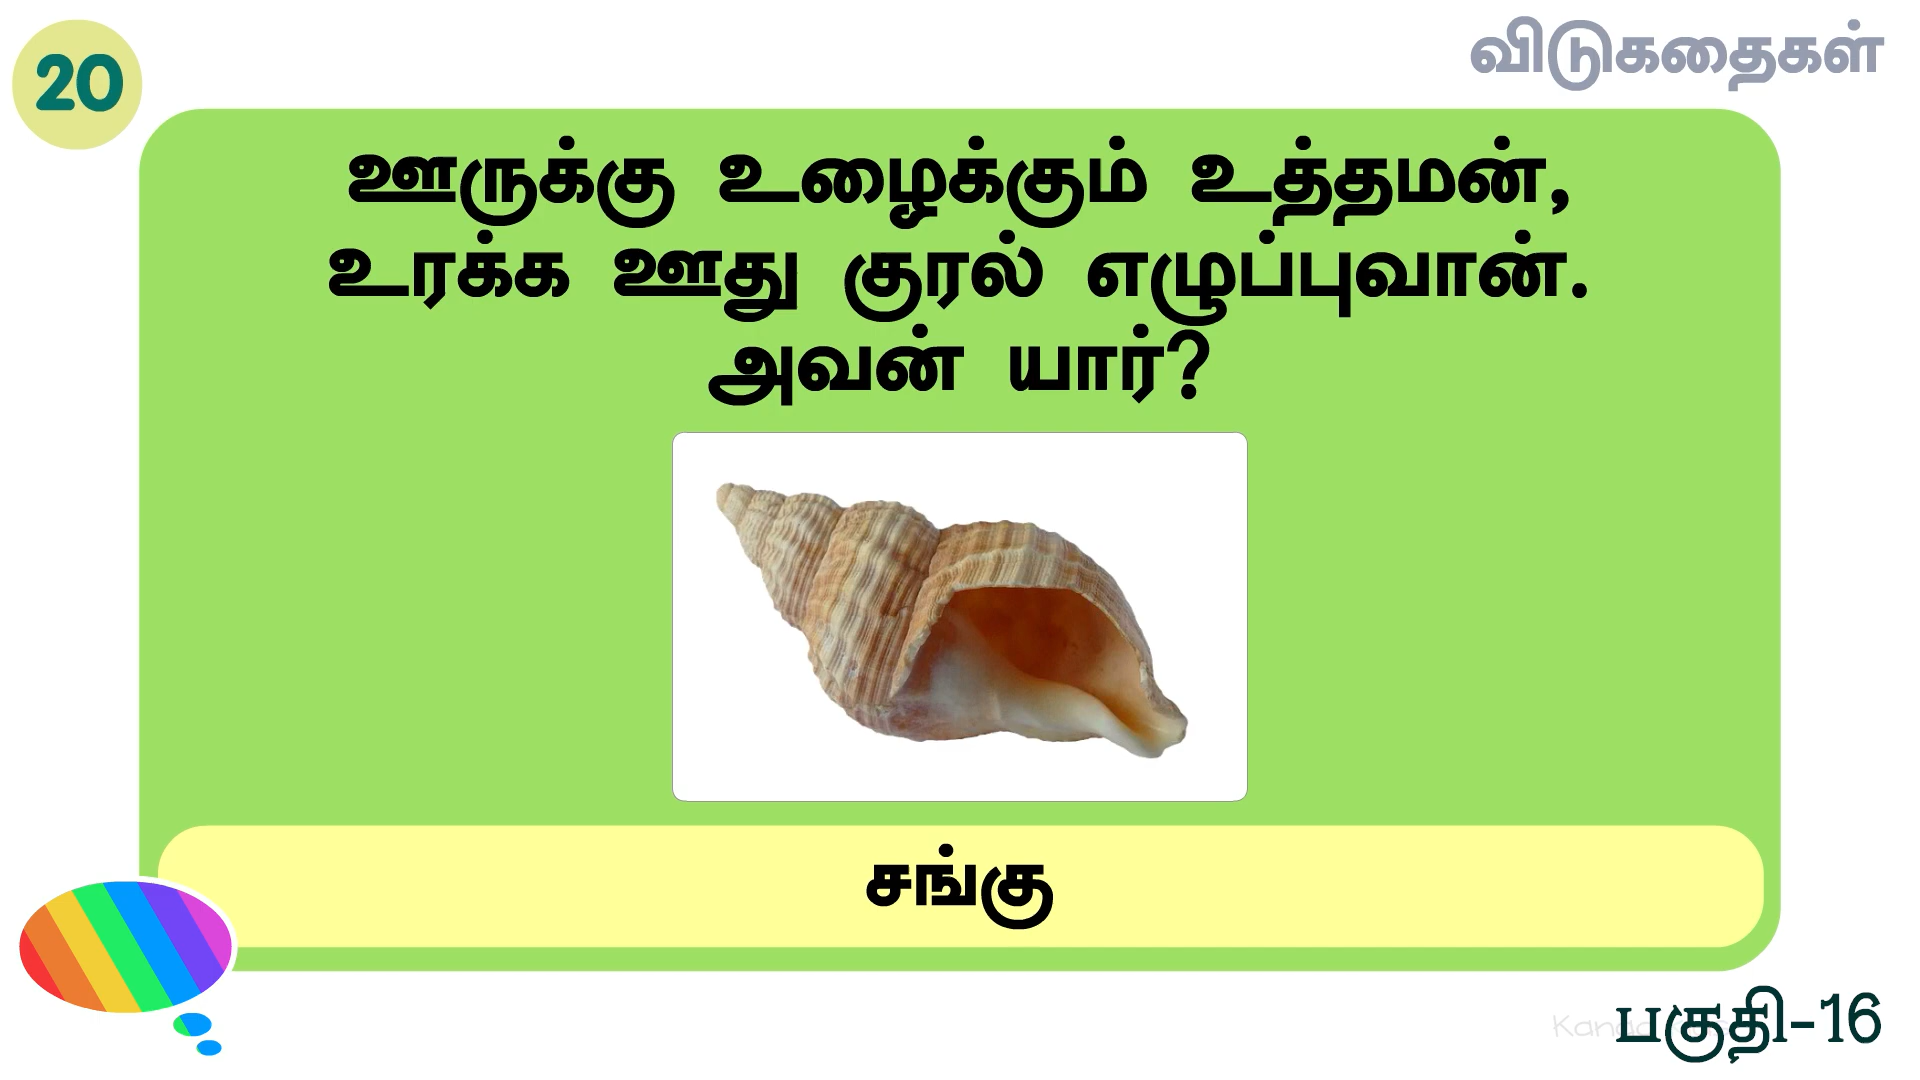 20
விடுகதைகள்
ஊருக்கு உழைக்கும் உத்தமன்,
உரக்க ஊது குரல் எழுப்புவான்.
அவன் யார்?
சங்கு
பகுதி-16